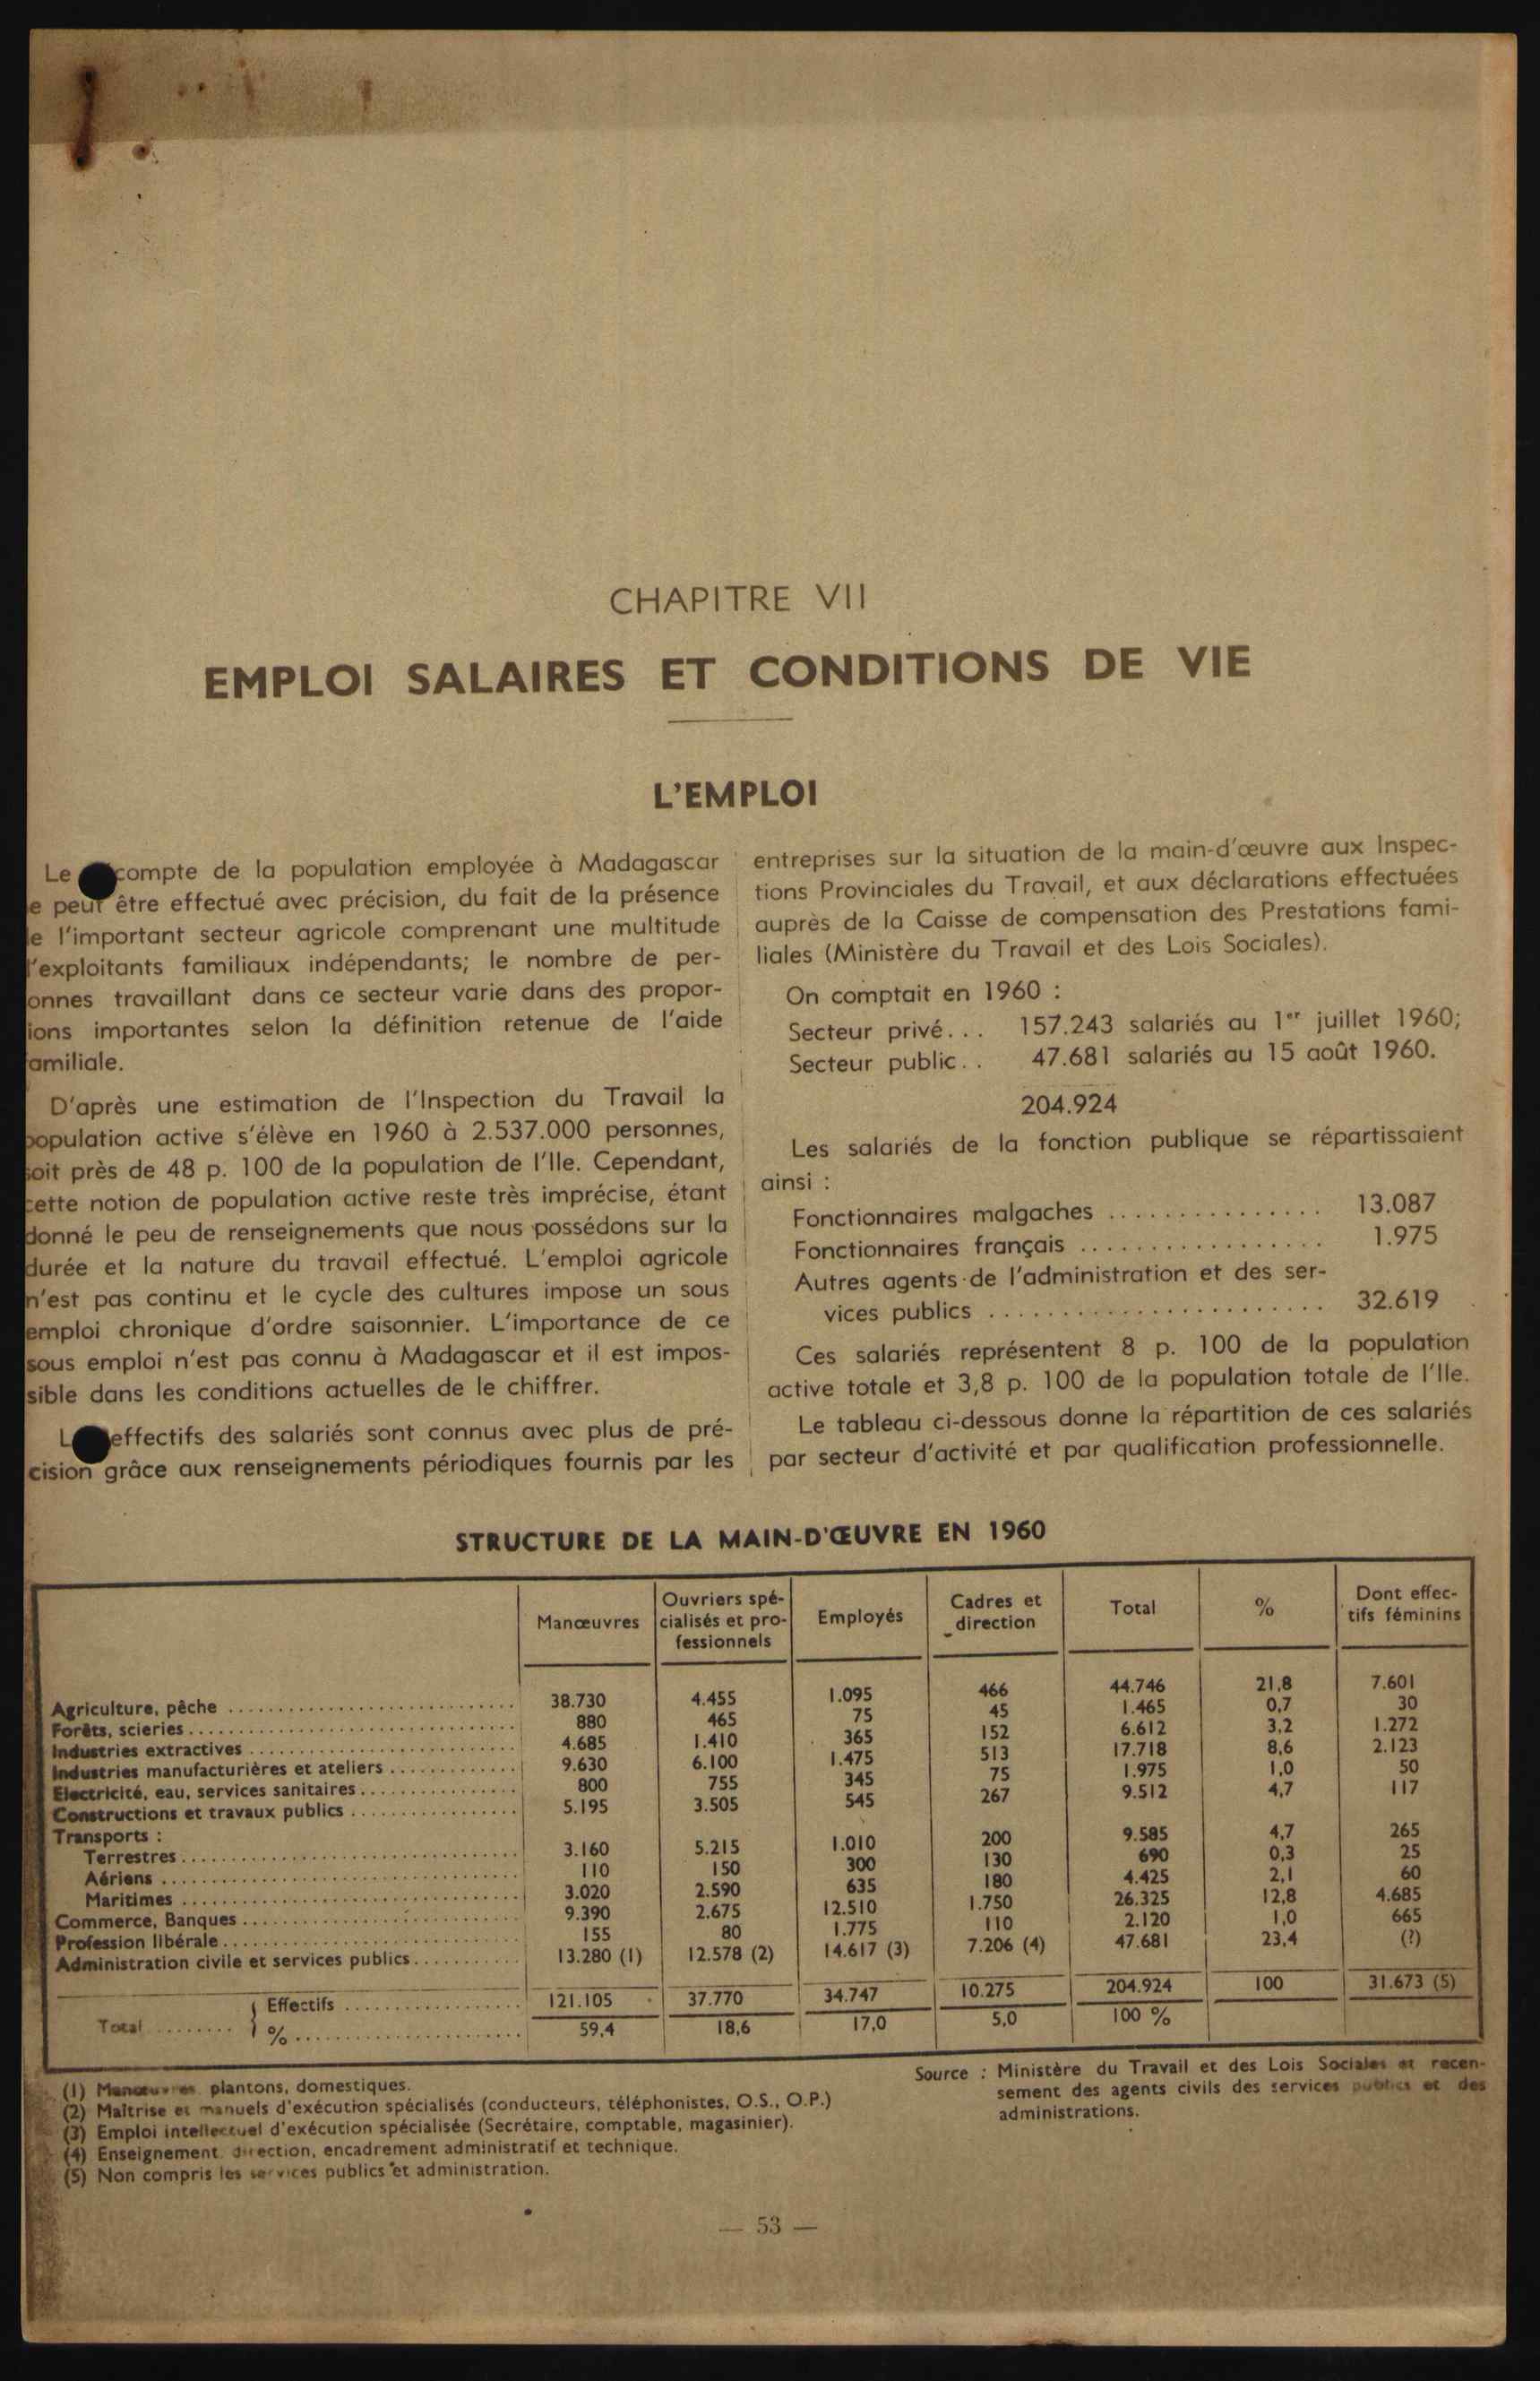 CHAPITRE VII
EMPLOI SALAIRES ET CONDITIONS DE VIE
L'EMPLOI
Le compte de la population employée à Madagascar
e peut être effectué avec précision, du fait de la présence
e l'important secteur agricole comprenant une multitude
l'exploitants familiaux indépendants; le nombre de per-
onnes travaillant dans ce secteur varie dans des propor-
ions importantes selon la définition retenue de l'aide
amiliale.
D'après une estimation de l'Inspection du Travail la
population active s'élève en 1960 à 2.537.000 personnes,
soit près de 48 p. 100 de la population de l'Ile. Cependant,
cette notion de population active reste très imprécise, étant
donné le peu de renseignements que nous possédons sur la
durée et la nature du travail effectué. L'emploi agricole
n'est pas continu et le cycle des cultures impose un sous
emploi chronique d'ordre saisonnier. L'importance de ce
sous emploi n'est pas connu à Madagascar et il est impos-
sible dans les conditions actuelles de le chiffrer.
L effectifs des salariés sont connus avec plus de pré-
cision grâce aux renseignements périodiques fournis par les
entreprises sur la situation de la main-d'œuvre aux Inspec-
tions Provinciales du Travail, et aux déclarations effectuées
auprès de la Caisse de compensation des Prestations fami-
liales (Ministère du Travail et des Lois Sociales).
On comptait en 1960 :
Secteur privé... 157.243 salariés au 1er juillet 1960;
Secteur public.. 47.681 salariés au 15 août 1960.
204.924
Les salariés de la fonction publique se répartissaient
ainsi :
Fonctionnaires malgaches ............... 13.087
Fonctionnaires français ................. 1.975
Autres agents de l'administration et des ser-
vices publics ....................... 32.619
Ces salariés représentent 8 p. 100 de la population
active totale et 3,8 p. 100 de la population totale de l'Ile.
Le tableau ci-dessous donne la répartition de ces salariés
par secteur d'activité et par qualification professionnelle.
STRUCTURE DE LA MAIN-D'ŒUVRE EN 1960
Manœuvres | Ouvriers spé-cialisés et pro-fessionnels | Employés | Cadres et direction | Total | % | Dont effec-tifs féminins
Agriculture, pêche ............ 38.730 4.455 1.095 466 44.746 21,8 7.601
Forêts, scieries ............ 880 465 75 45 1.465 0,7 30
Industries extractives ............ 4.685 1.410 365 152 6.612 3,2 1.272
Industries manufacturières et ateliers ............ 9.630 6.100 1.475 513 17.718 8,6 2.123
Electricité, eau, services sanitaires ............ 800 755 345 75 1.975 1,0 50
Constructions et travaux publics ............ 5.195 3.505 545 267 9.512 4,7 117
Transports :
Terrestres ............ 3.160 5.215 1.010 200 9.585 4,7 265
Aériens ............ 110 150 300 130 690 0,3 25
Maritimes ............ 3.020 2.590 635 180 4.425 2,1 60
Commerce, Banques ............ 9.390 2.675 12.510 1.750 26.325 12,8 4.685
Profession libérale ............ 155 80 1.775 110 2.120 1,0 665
Administration civile et services publics ............ 13.280 (1) 12.578 (2) 14.617 (3) 7.206 (4) 47.681 23,4 (?)
Total ........ Effectifs ............ 121.105 37.770 34.747 10.275 204.924 100 31.673 (5)
% ............ 59,4 18,6 17,0 5,0 100 %
(1) Manœuvres plantons, domestiques.
(2) Maîtrise et manuels d'exécution spécialisés (conducteurs, téléphonistes, O.S., O.P.)
(3) Emploi intellectuel d'exécution spécialisée (Secrétaire, comptable, magasinier).
(4) Enseignement direction, encadrement administratif et technique.
(5) Non compris les services publics et administration.
Source : Ministère du Travail et des Lois Sociales et recen-
sement des agents civils des services publics et des
administrations.
— 53 —